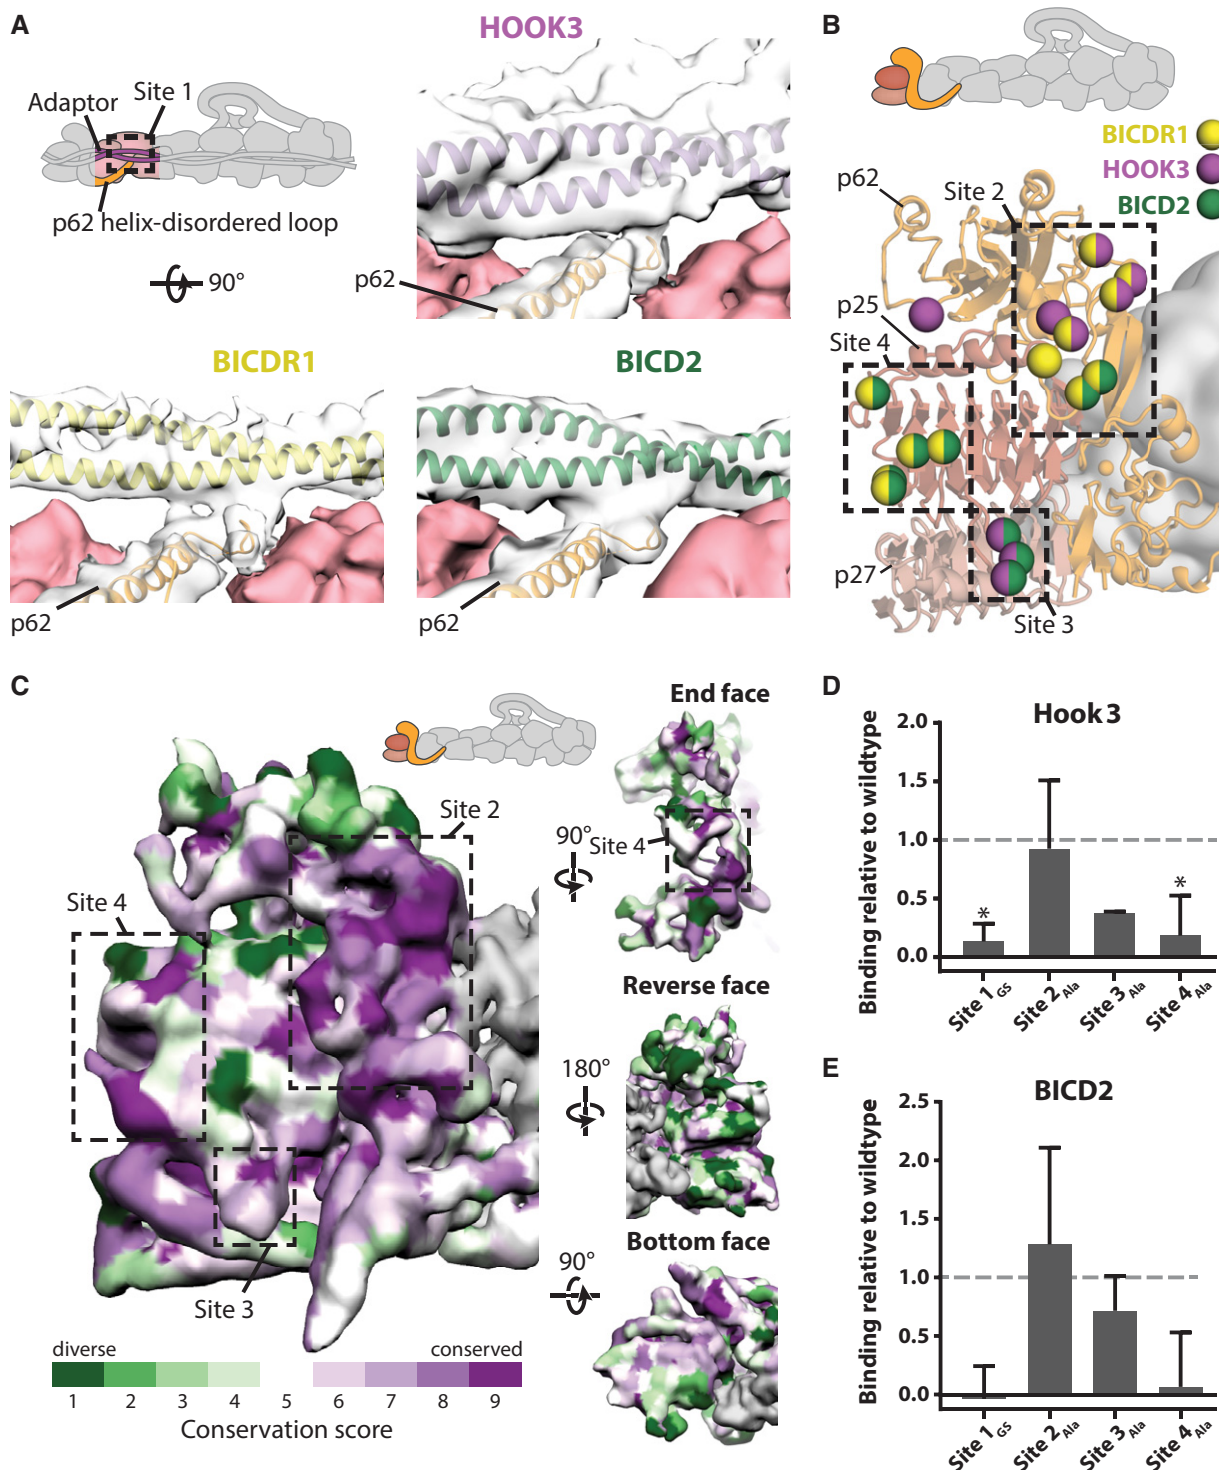 A
HOOK3
Adaptor
Site 1
p62 helix-disordered loop
90°
p62
BICDR1
BICD2
p62
p62
B
BICDR1
HOOK3
BICD2
p62
Site 2
p25
Site 4
p27
Site 3
C
Site 2
Site 4
Site 3
diverse
conserved
1 2 3 4 5 6 7 8 9
Conservation score
End face
90°
Site 4
Reverse face
180°
Bottom face
90°
D
Hook 3
Binding relative to wildtype
2.0
1.5
1.0
0.5
0.0
*
*
Site 1 GS
Site 2 Ala
Site 3 Ala
Site 4 Ala
E
BICD2
Binding relative to wildtype
2.5
2.0
1.5
1.0
0.5
0.0
Site 1 GS
Site 2 Ala
Site 3 Ala
Site 4 Ala